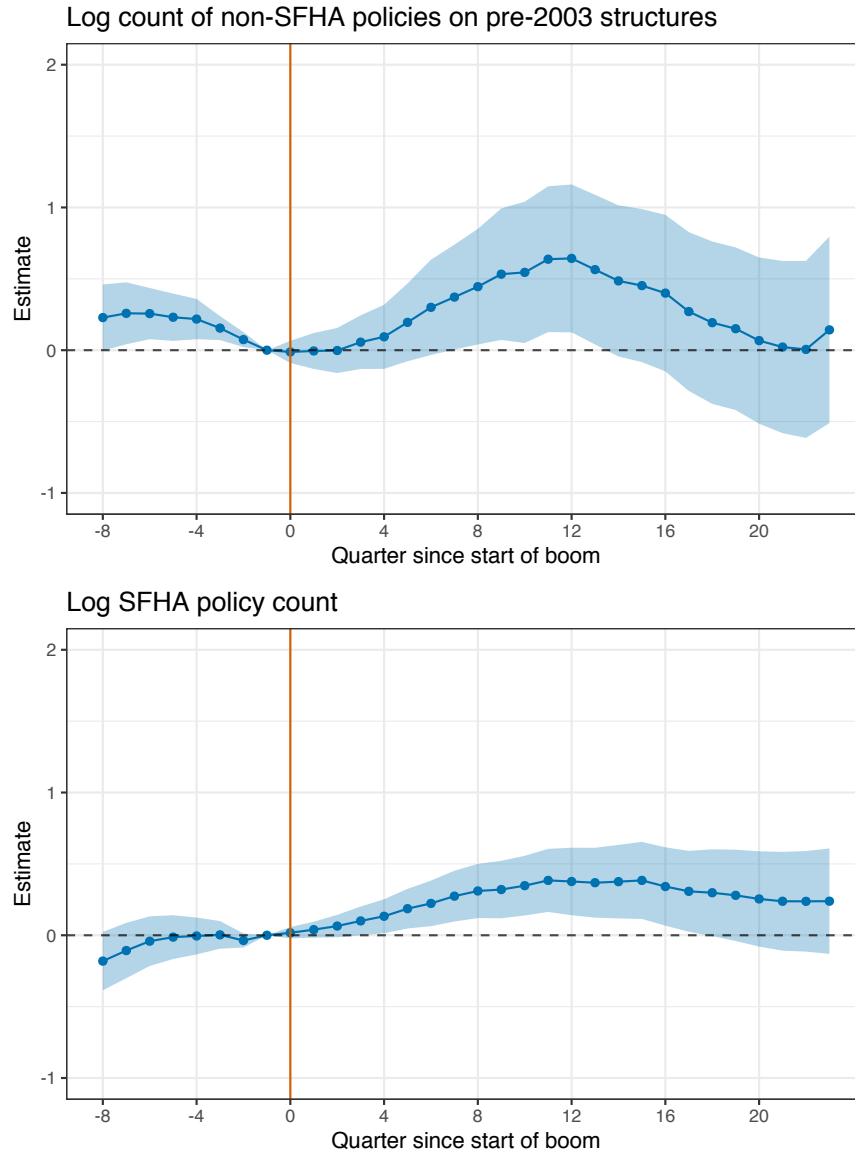 Log count of non-SFHA policies on pre-2003 structures
2
1
0
-1
Estimate
-8 -4 0 4 8 12 16 20
Quarter since start of boom
Log SFHA policy count
2
1
0
-1
Estimate
-8 -4 0 4 8 12 16 20
Quarter since start of boom